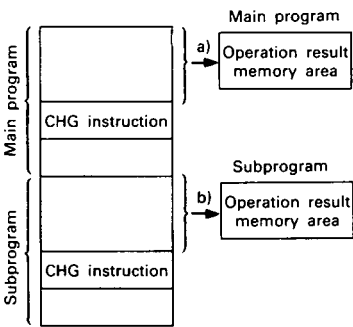 Main program
a)
Operation result
memory area
Main program
CHG instruction
Subprogram
b)
Operation result
memory area
Subprogram
CHG instruction